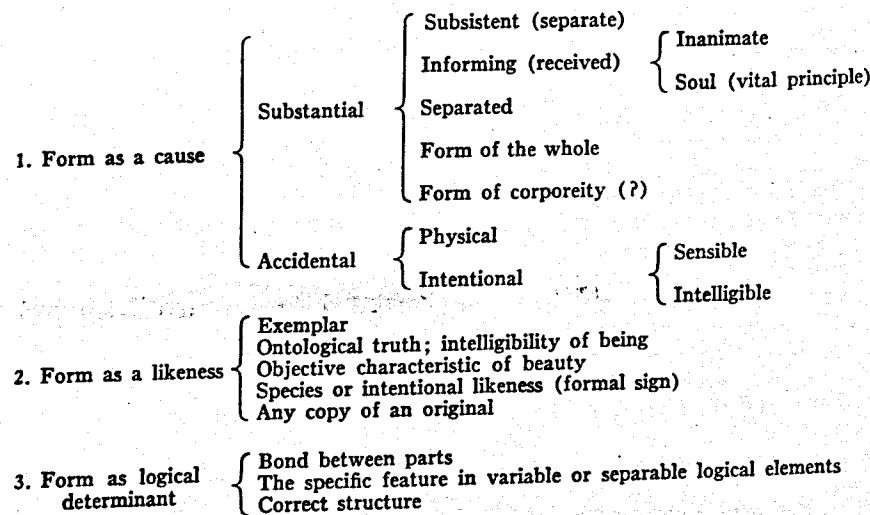 Subsistent (separate)
Inanimate
Informing (received)
Soul (vital principle)
Substantial
Separated
1. Form as a cause
Form of the whole
Form of corporeity (?)
Physical
Accidental
Sensible
Intentional
Intelligible
Exemplar
Ontological truth; intelligibility of being
2. Form as a likeness
Objective characteristic of beauty
Species or intentional likeness (formal sign)
Any copy of an original
3. Form as logical
determinant
Bond between parts
The specific feature in variable or separable logical elements
Correct structure